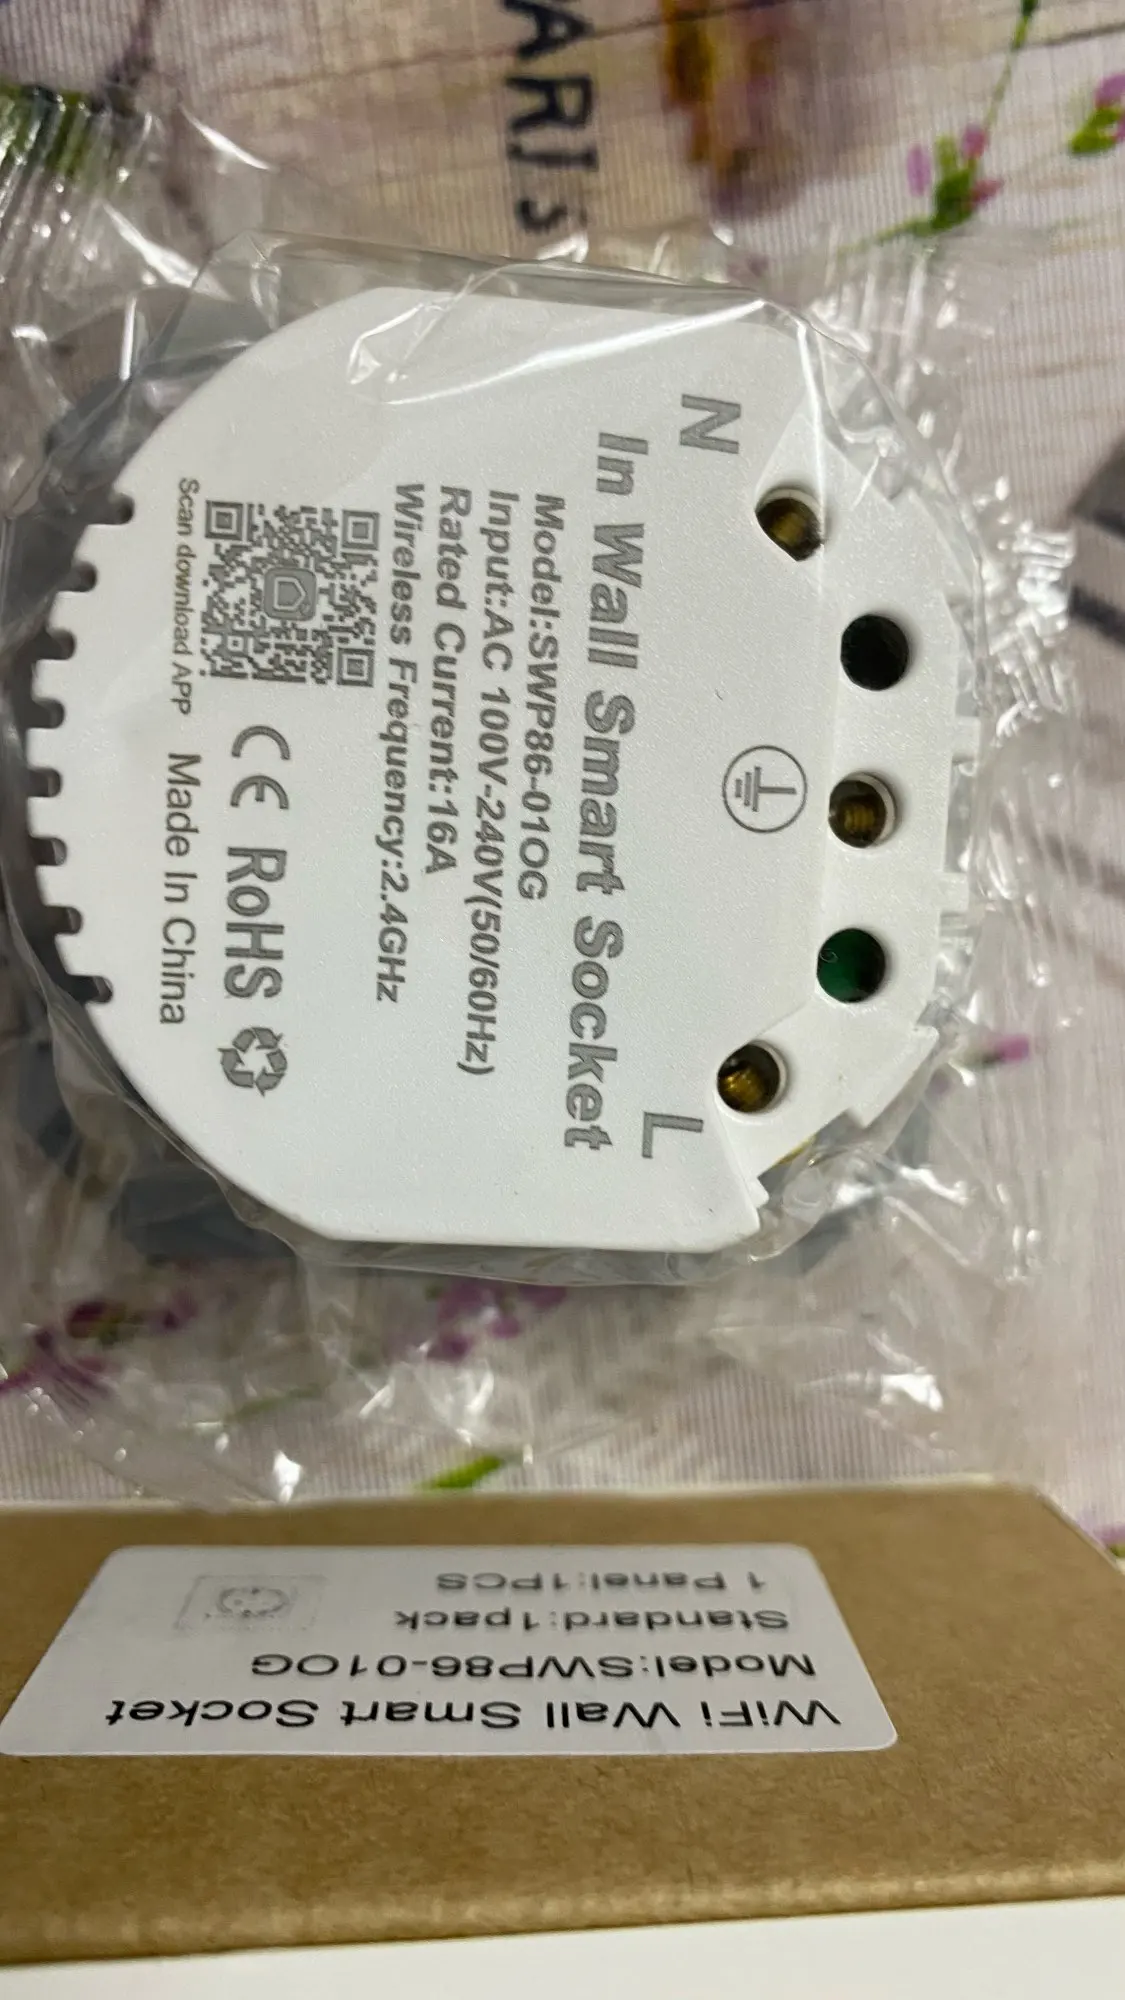 ARI's
N
L
In Wall Smart Socket
Model:SWP86-01OG
Input:AC 100V-240V(50/60Hz)
Rated Current:16A
Wireless Frequency:2.4GHz
CE RoHS
Scan download APP
Made In China
WiFi Wall Smart Socket
Model:SWP86-01OG
Standard:1pack
1 Panel:1PCS